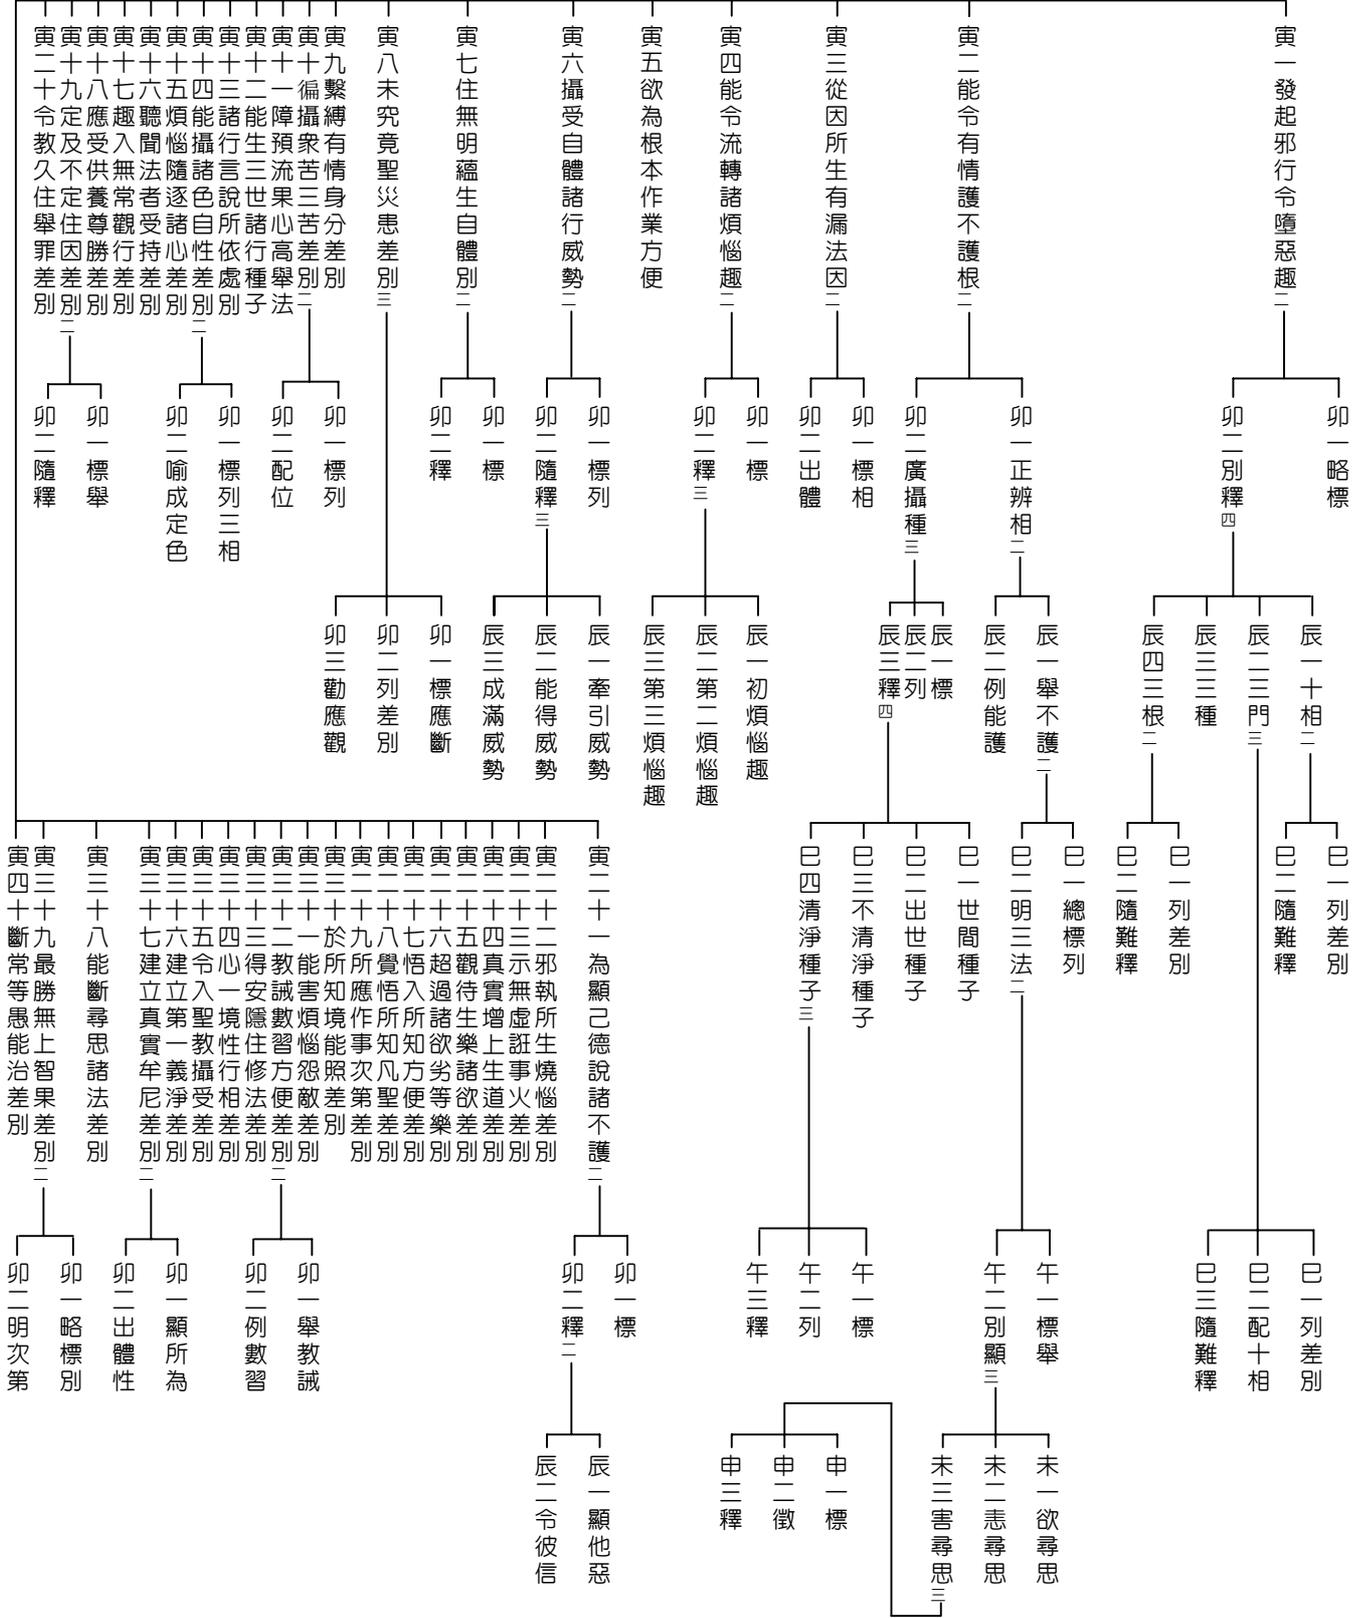 寅一發起邪行令墮惡趣二
寅二能令有情護不護根二
寅三從因所生有漏法因二
寅四能令流轉諸煩惱趣二
寅五欲為根本作業方便
寅六攝受自體諸行威勢二
寅七住無明蘊生自體別二
寅八未究竟聖災患差別三
寅九繫縛有情身分差別
寅十徧攝衆苦三苦差別二
寅十一障預流果心高舉法
寅十二能生三世諸行種子
寅十三諸行言說所依處別
寅十四能攝諸色自性差別二
寅十五煩惱隨逐諸心差別
寅十六聽聞法者受持差別
寅十七趣入無常觀行差別
寅十八應受供養尊勝差別
寅十九定及不定住因差別二
寅二十令教久住舉罪差別
卯一略標
卯二別釋四
卯一正辨相二
卯二廣攝種三
卯一標相
卯二出體
卯一標
卯二釋三
卯一標列
卯二隨釋三
卯一標
卯二釋
卯一標列
卯二配位
卯一標列三相
卯二喻成定色
卯一標舉
卯二隨釋
辰一十相二
辰二三門三
辰三三種
辰四三根二
辰一舉不護二
辰二例能護
辰一標
辰二列
辰三釋四
辰一初煩惱趣
辰二第二煩惱趣
辰三第三煩惱趣
辰一牽引威勢
辰二能得威勢
辰三成滿威勢
卯一標應斷
卯二列差別
卯三勸應觀
巳一列差別
巳二隨難釋
巳一列差別
巳二隨難釋
巳一總標列
巳二明三法二
巳一世間種子
巳二出世種子
巳三不清淨種子
巳四清淨種子三
寅二十一為顯己德說諸不護二
寅二十二邪執所生燒惱差別
寅二十三示無虛誑事火差別
寅二十四真實增上生道差別
寅二十五觀待生樂諸欲差別
寅二十六超過諸欲劣等樂別
寅二十七悟入所知方便差別
寅二十八覺悟所知凡聖差別
寅二十九所應作事次第差別
寅三十於所知境能照差別
寅三十一能害煩惱怨敵差別
寅三十二教誡數習方便差別二
寅三十三得安隱住修法差別
寅三十四心一境性行相差別
寅三十五令入聖教攝受差別
寅三十六建立第一義淨差別
寅三十七建立真實牟尼差別二
寅三十八能斷尋思諸法差別
寅三十九最勝無上智果差別二
寅四十斷常等愚能治差別
巳一列差別
巳二配十相
巳三隨難釋
午一標舉
午二別顯三
午一標
午二列
午三釋
卯一標
卯二釋二
卯一舉教誡
卯二例數習
卯一顯所為
卯二出體性
卯一略標別
卯二明次第
未一欲尋思
未二恚尋思
未三害尋思三
申一標
申二徵
申三釋
辰一顯他惡
辰二令彼信